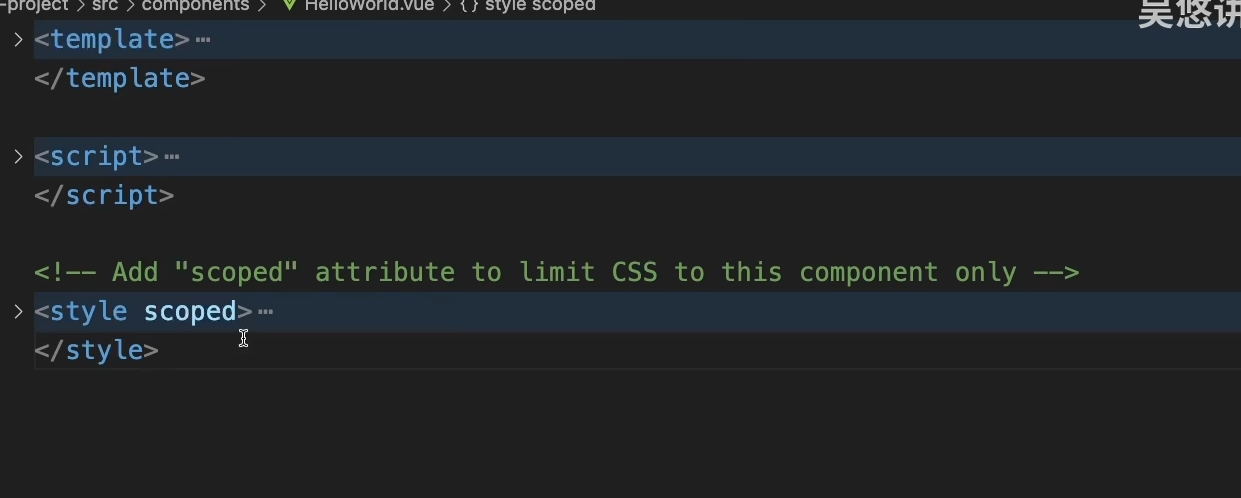 -project > src > components > HelloWorld.vue > {} style scoped
吴悠讲
<template>…
</template>
<script>…
</script>
<!-- Add "scoped" attribute to limit CSS to this component only -->
<style scoped>…
</style>